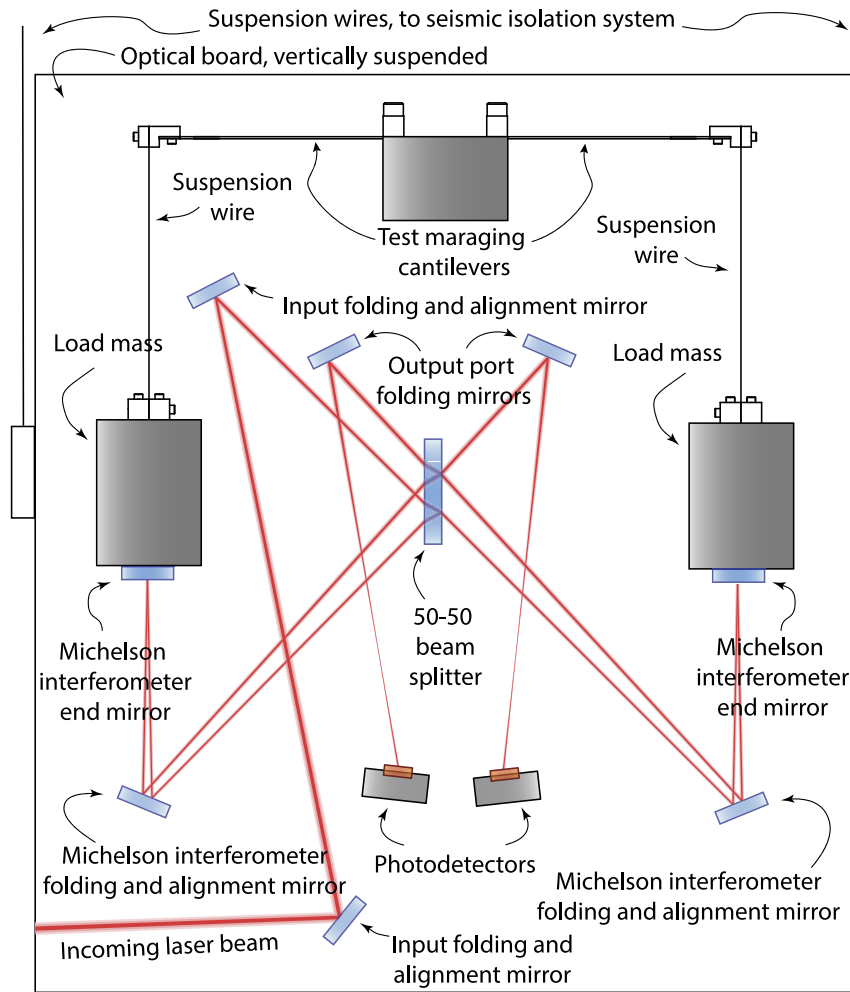 Suspension wires, to seismic isolation system
Optical board, vertically suspended
Suspension
wire
Test maraging
cantilevers
Suspension
wire
Input folding and alignment mirror
Load mass
Output port
folding mirrors
Load mass
50-50
beam
splitter
Michelson
interferometer
end mirror
Michelson
interferometer
end mirror
Michelson interferometer
folding and alignment mirror
Photodetectors
Michelson interferometer
folding and alignment mirror
Incoming laser beam
Input folding and
alignment mirror